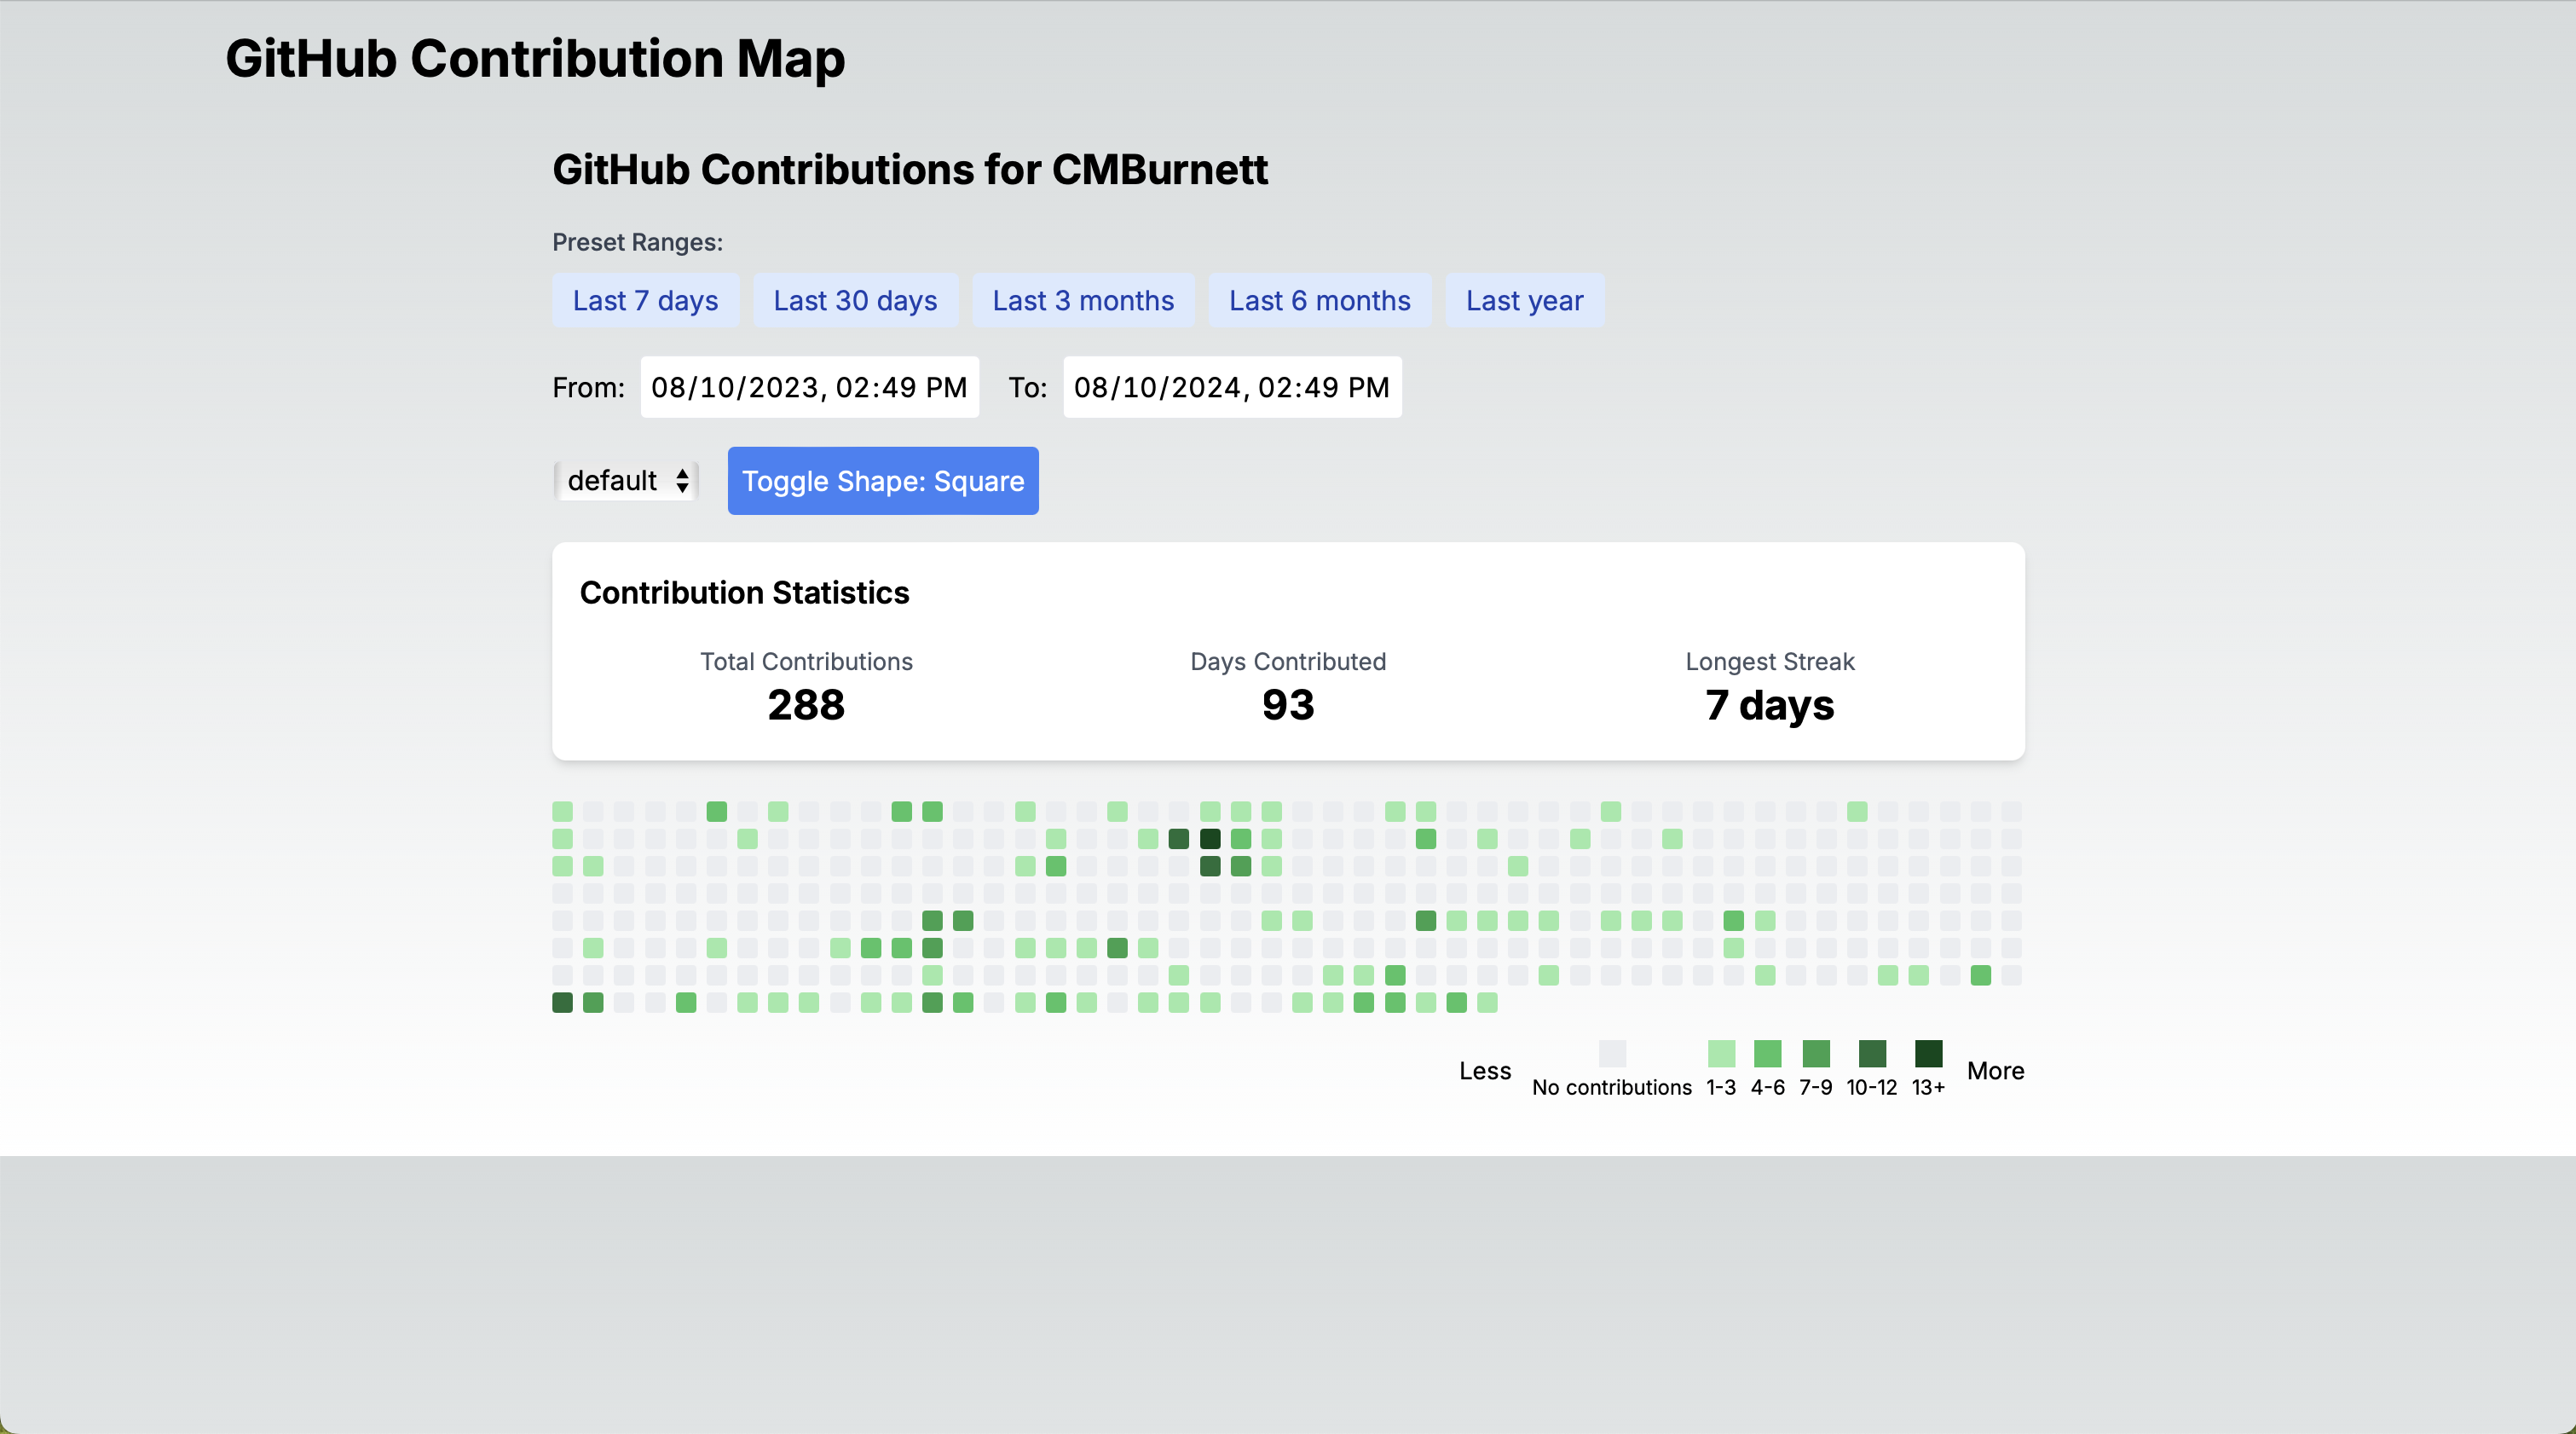 GitHub Contribution Map
GitHub Contributions for CMBurnett
Preset Ranges:
Last 7 days Last 30 days Last 3 months Last 6 months Last year
From: 08/10/2023, 02:49 PM To: 08/10/2024, 02:49 PM
default Toggle Shape: Square
Contribution Statistics
Total Contributions Days Contributed Longest Streak
288 93 7 days
Less No contributions 1-3 4-6 7-9 10-12 13+ More